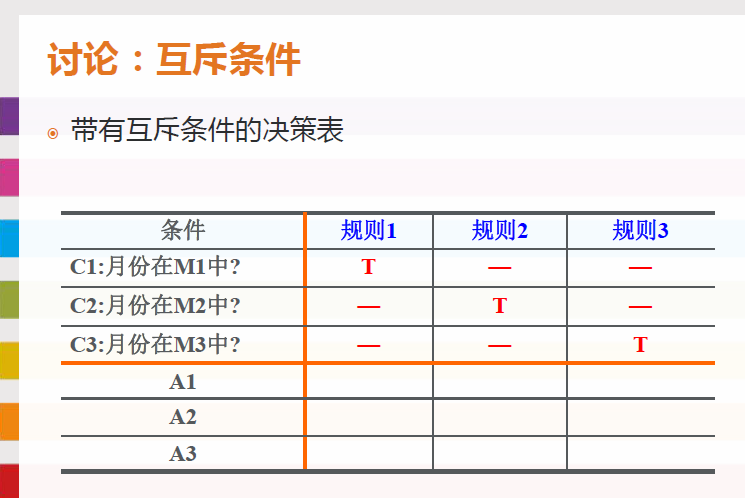 讨论：互斥条件
带有互斥条件的决策表
条件 规则1 规则2 规则3
C1:月份在M1中? T — —
C2:月份在M2中? — T —
C3:月份在M3中? — — T
A1
A2
A3